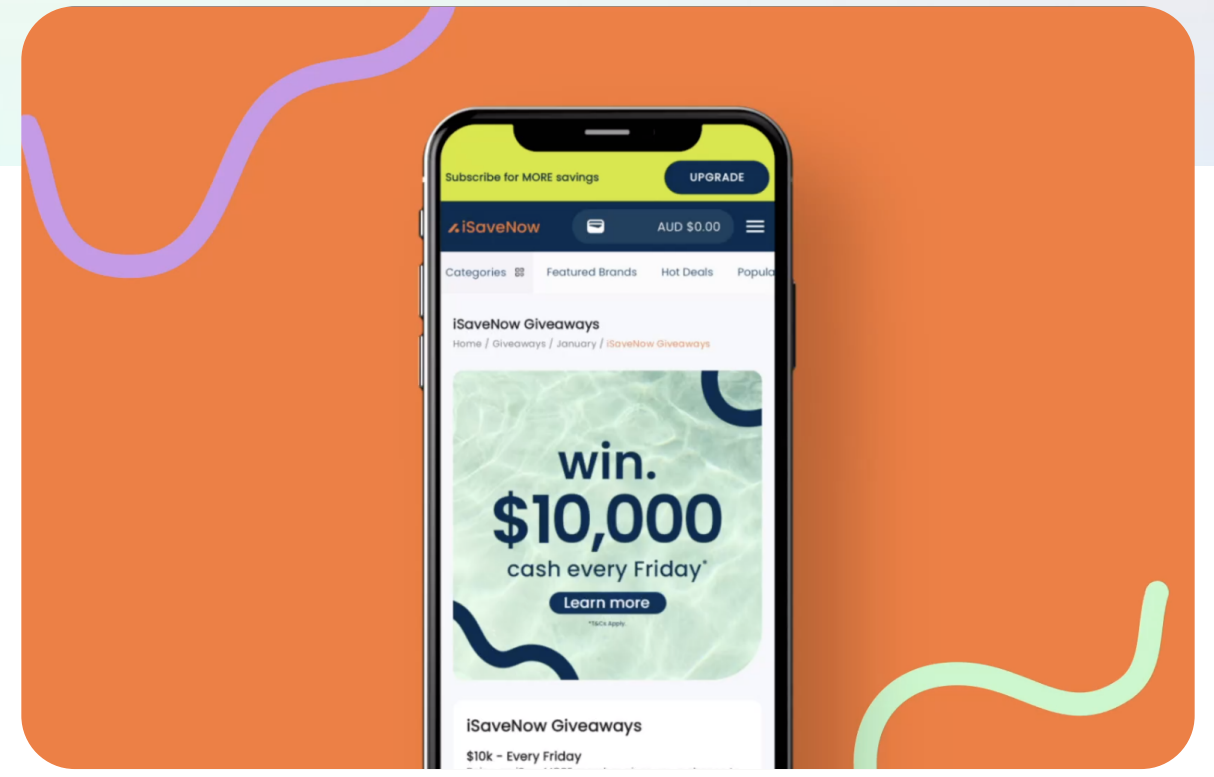 Subscribe for MORE savings
UPGRADE
iSaveNow
AUD $0.00
Categories
Featured Brands
Hot Deals
Popula
iSaveNow Giveaways
Home / Giveaways / January / iSaveNow Giveaways
win.
$10,000
cash every Friday*
Learn more
*T&Cs Apply.
iSaveNow Giveaways
$10k - Every Friday